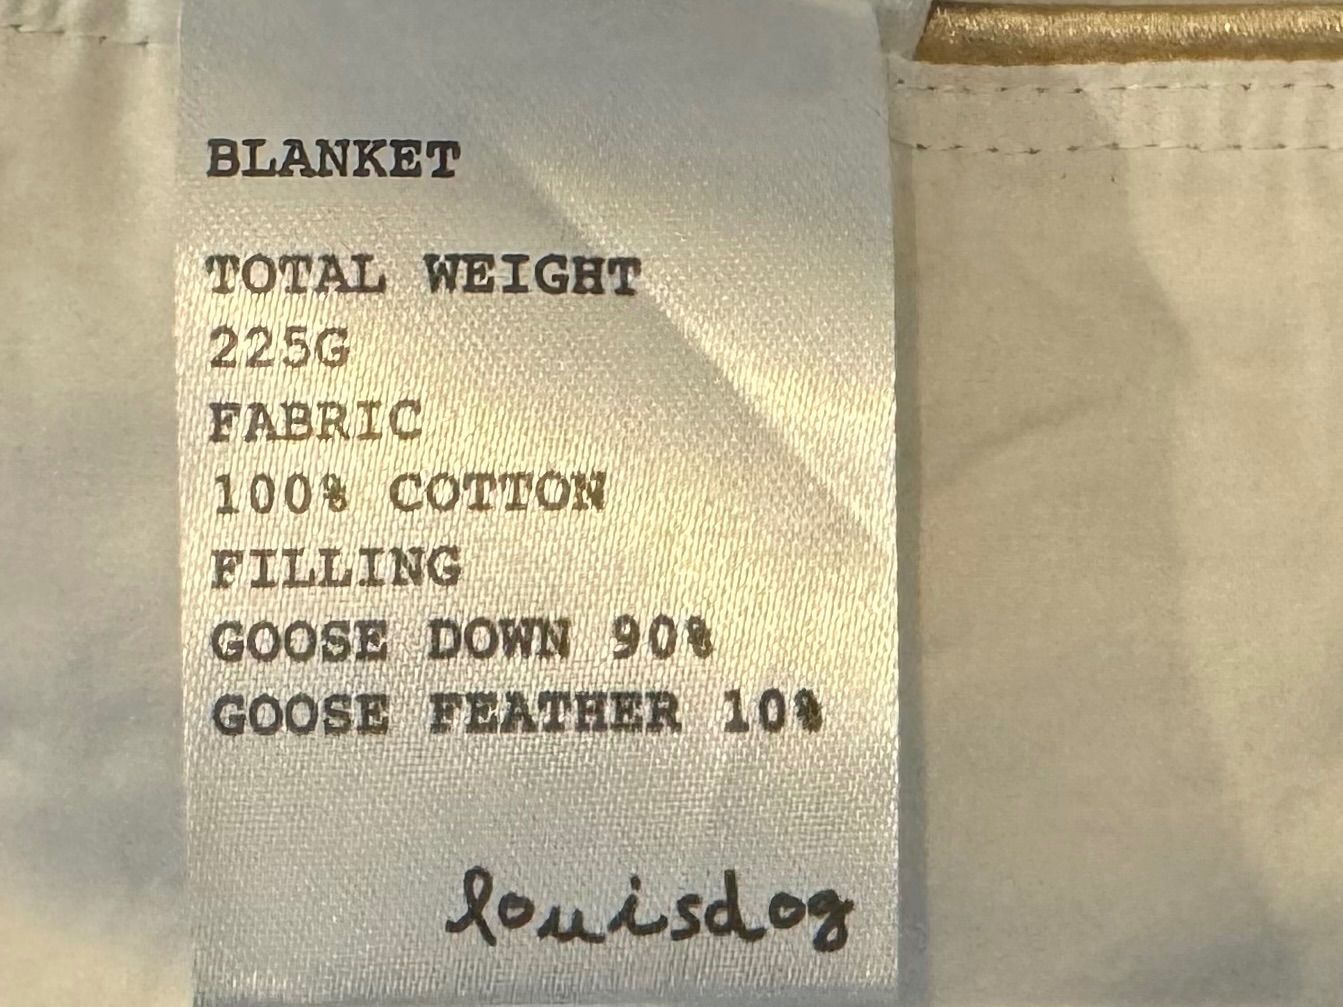 BLANKET
TOTAL WEIGHT
225G
FABRIC
100% COTTON
FILLING
GOOSE DOWN 90%
GOOSE FEATHER 10%
louisdog